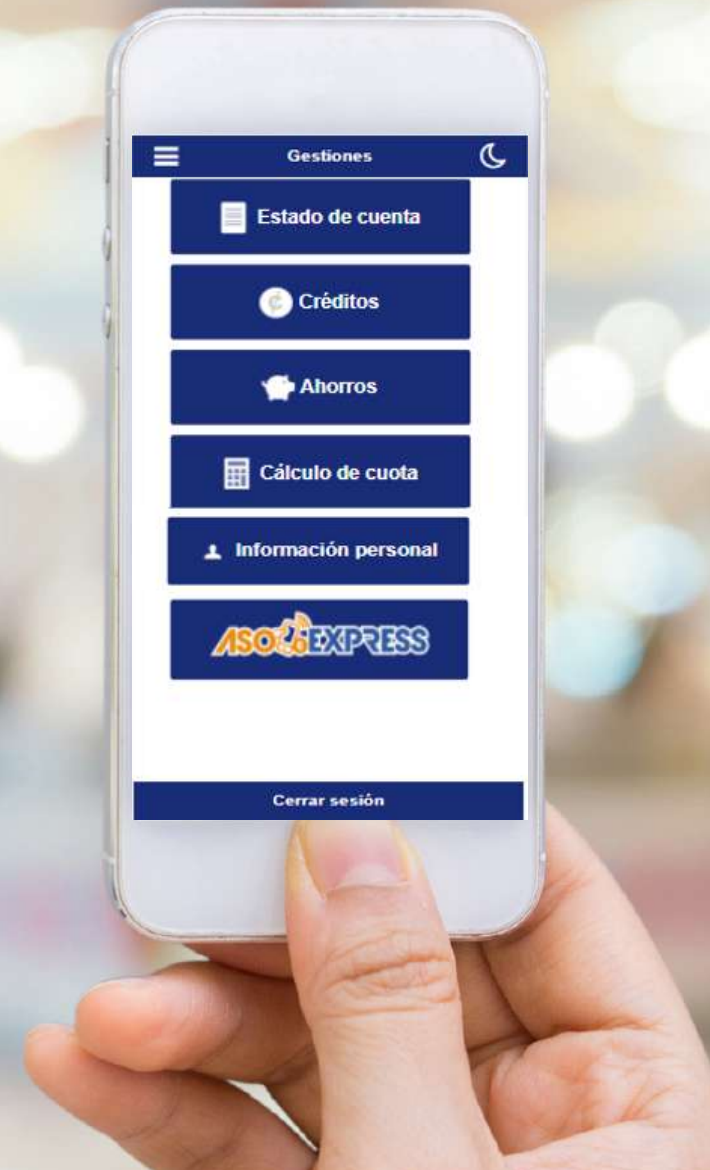 Gestiones
Estado de cuenta
Créditos
Ahorros
Cálculo de cuota
Información personal
ASOEXPRESS
Cerrar sesión